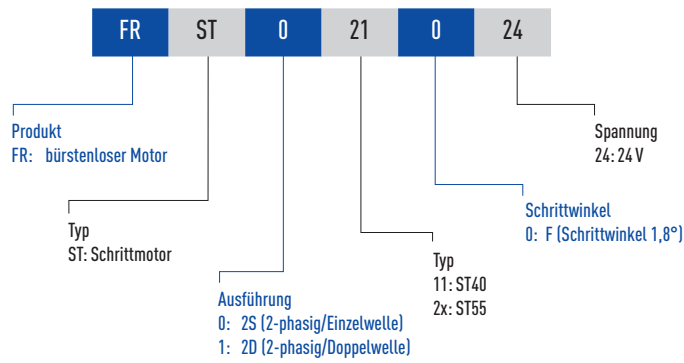 FR ST 0 21 0 24
Produkt
FR: bürstenloser Motor
Typ
ST: Schrittmotor
Ausführung
0: 2S (2-phasig/Einzelwelle)
1: 2D (2-phasig/Doppelwelle)
Typ
11: ST40
2x: ST55
Schrittwinkel
0: F (Schrittwinkel 1,8°)
Spannung
24: 24 V